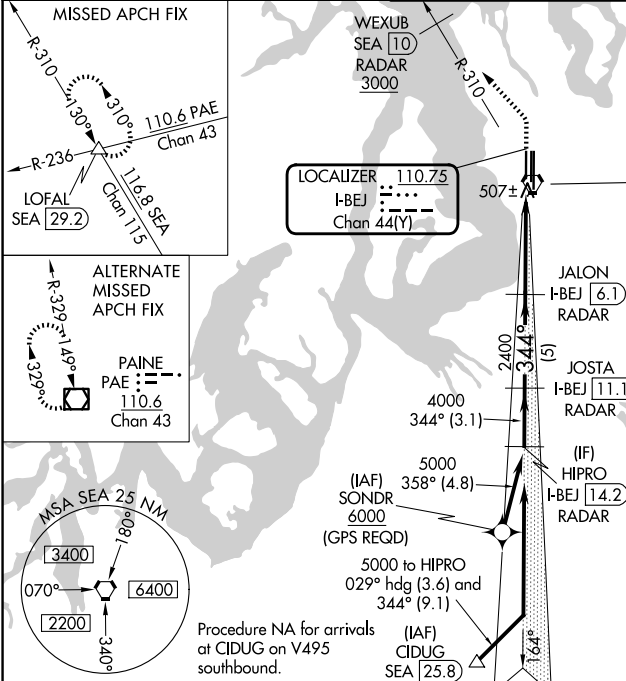 MISSED APCH FIX
R-310
130°
310°
110.6 PAE
Chan 43
R-236
116.8 SEA
Chan 115
LOFAL
SEA 29.2
WEXUB
SEA 10
RADAR
3000
R-310
LOCALIZER 110.75
I-BEJ
Chan 44(Y)
507±
ALTERNATE
MISSED
APCH FIX
R-329
149°
329°
PAINE
PAE
110.6
Chan 43
JALON
I-BEJ 6.1
RADAR
2400
344°
(5)
JOSTA
I-BEJ 11.1
RADAR
4000
344° (3.1)
(IF)
HIPRO
I-BEJ 14.2
RADAR
5000
358° (4.8)
(IAF)
SONDR
6000
(GPS REQD)
5000 to HIPRO
029° hdg (3.6) and
344° (9.1)
(IAF)
CIDUG
SEA 25.8
164°
MSA SEA 25 NM
180°
3400
070°
6400
2200
340°
Procedure NA for arrivals
at CIDUG on V495
southbound.